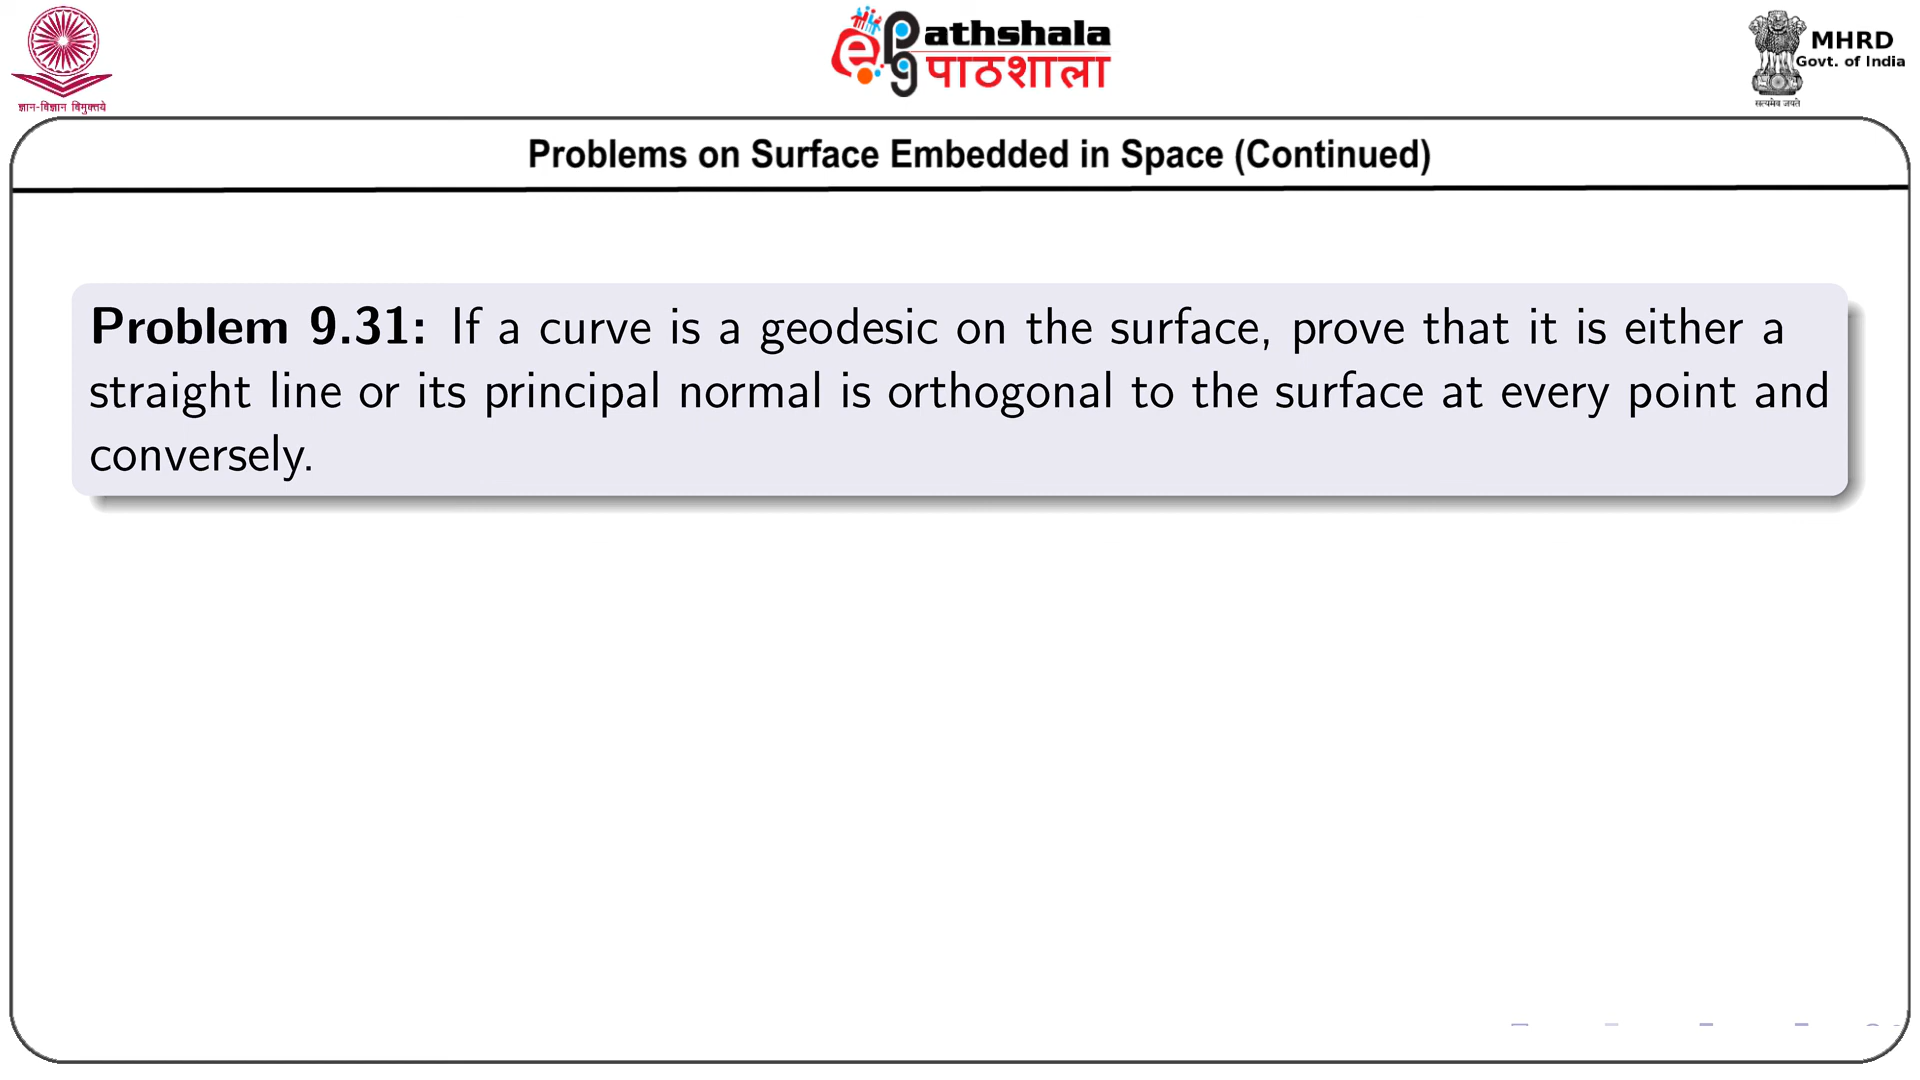 ज्ञान-विज्ञान विमुक्तये
ePG athshala
पाठशाला
MHRD
Govt. of India
सत्यमेव जयते
Problems on Surface Embedded in Space (Continued)
Problem 9.31: If a curve is a geodesic on the surface, prove that it is either a
straight line or its principal normal is orthogonal to the surface at every point and
conversely.